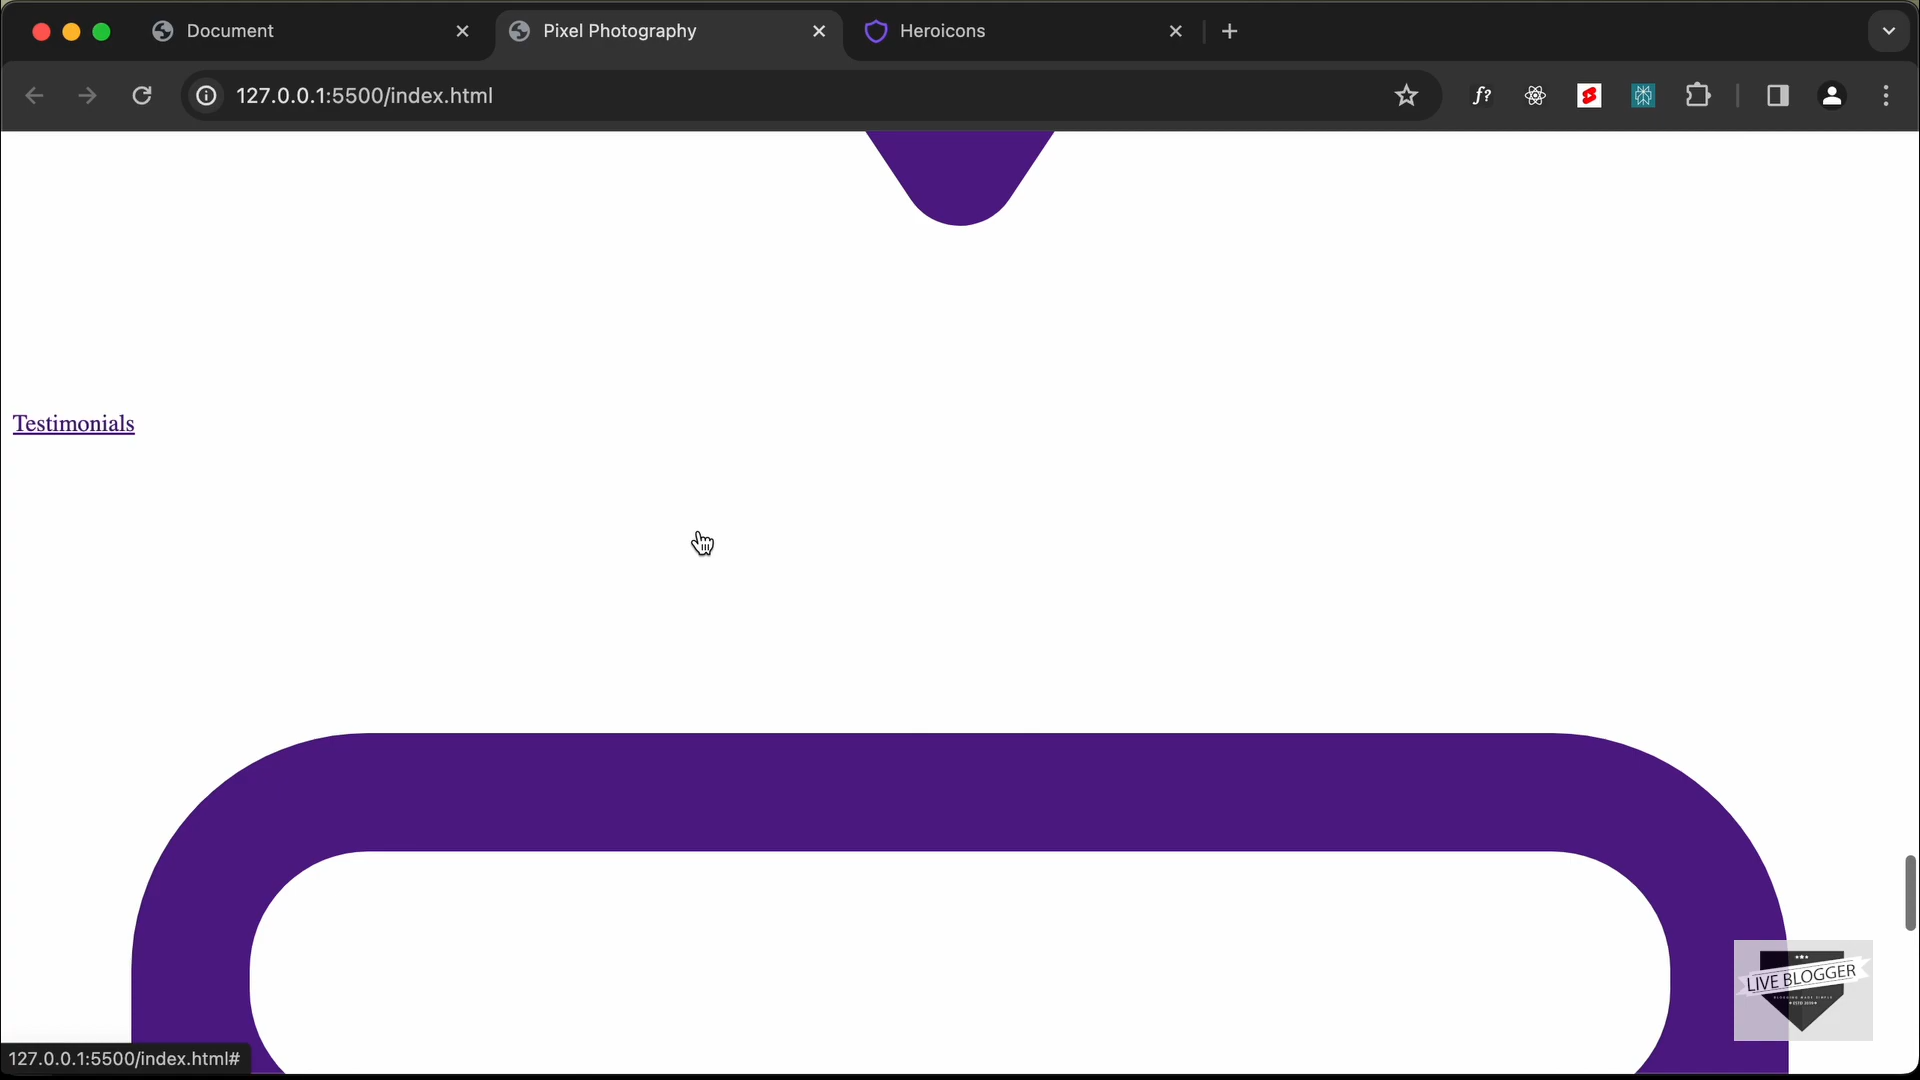 Document
Pixel Photography
Heroicons
127.0.0.1:5500/index.html
f?
Testimonials
LIVE BLOGGER
127.0.0.1:5500/index.html#